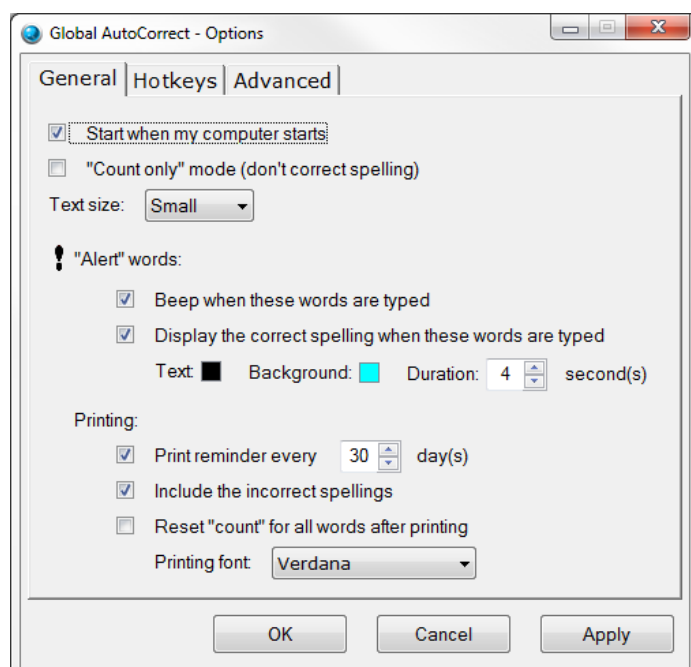 Global AutoCorrect - Options
General Hotkeys Advanced
Start when my computer starts
"Count only" mode (don't correct spelling)
Text size: Small
"Alert" words:
Beep when these words are typed
Display the correct spelling when these words are typed
Text: Background: Duration: 4 second(s)
Printing:
Print reminder every 30 day(s)
Include the incorrect spellings
Reset "count" for all words after printing
Printing font: Verdana
OK Cancel Apply